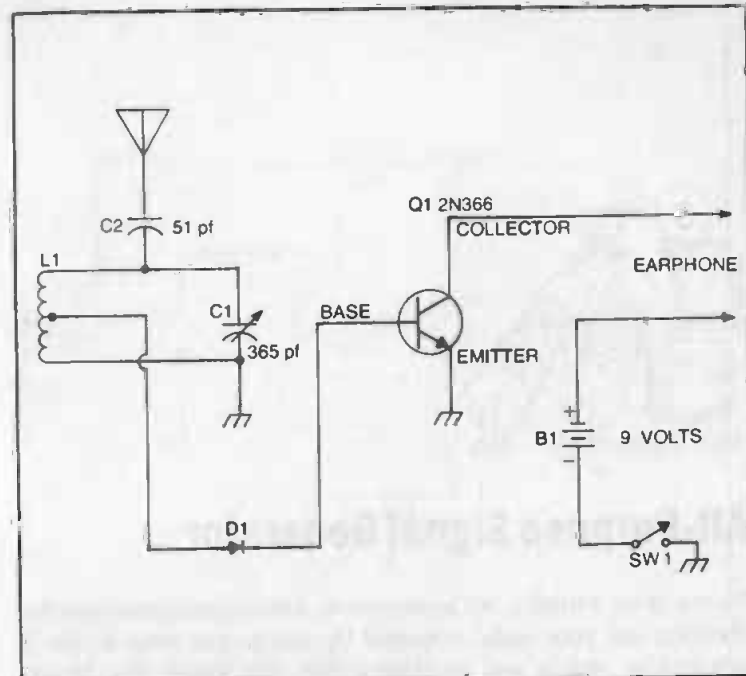 Q1 2N366
COLLECTOR
C2 51 pf
L1
EARPHONE
C1
BASE
365 pf
EMITTER
+
B1 9 VOLTS
−
D1
SW 1